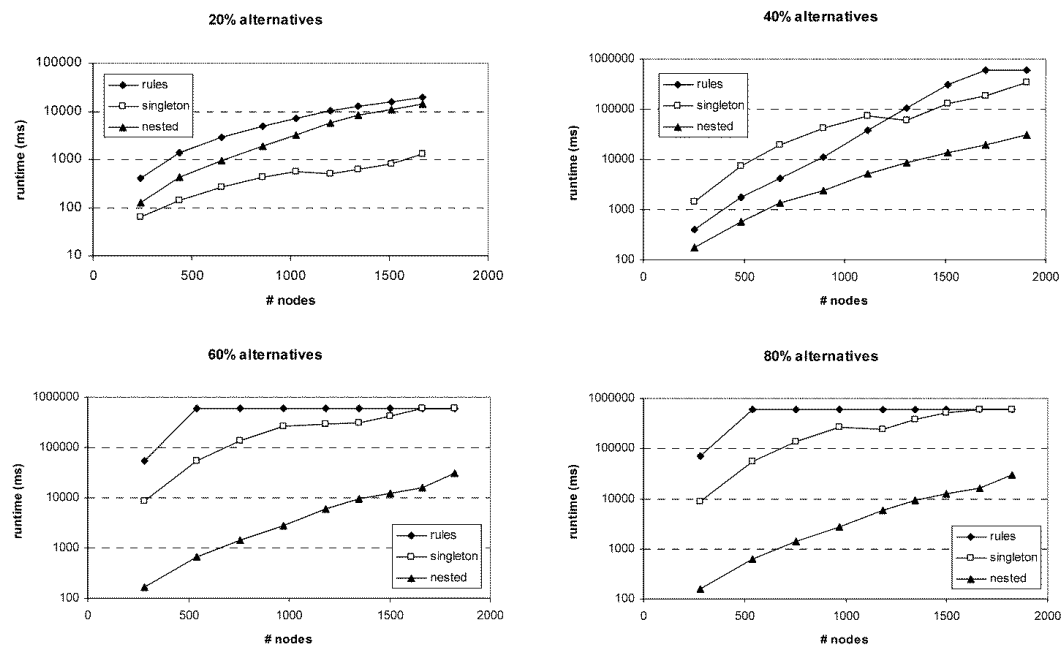 20% alternatives
100000
10000
1000
100
10
runtime (ms)
rules
singleton
nested
0
500
1000
1500
2000
# nodes
40% alternatives
1000000
100000
10000
1000
100
runtime (ms)
rules
singleton
nested
0
500
1000
1500
2000
# nodes
60% alternatives
1000000
100000
10000
1000
100
runtime (ms)
rules
singleton
nested
0
500
1000
1500
2000
# nodes
80% alternatives
1000000
100000
10000
1000
100
runtime (ms)
rules
singleton
nested
0
500
1000
1500
2000
# nodes